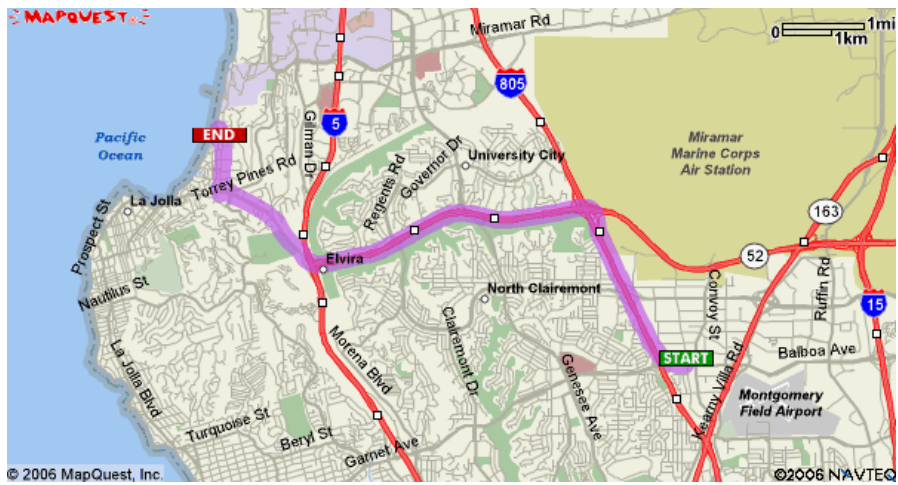 MAPQUEST
1mi
0
1km
Miramar Rd
805
5
Pacific
Ocean
END
Gilman Dr
Governor Dr
University City
Miramar
Marine Corps
Air Station
Regents Rd
Torrey Pines Rd
La Jolla
Prospect St
163
52
Elvira
Nautilus St
North Clairemont
Convoy St
Ruffin Rd
15
La Jolla Blvd
Morena Blvd
Clairemont Dr
Genesee Ave
START
Kearny Villa Rd
Balboa Ave
Montgomery
Field Airport
Turquoise St
Beryl St
Garnet Ave
© 2006 MapQuest, Inc.
©2006 NAVTEQ